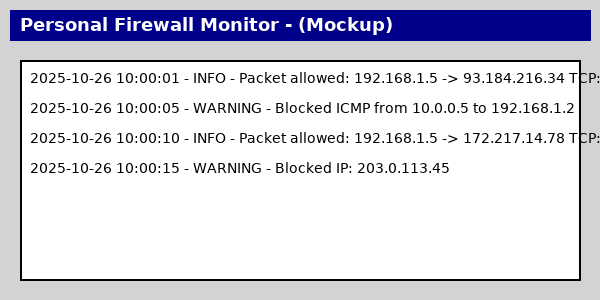 Personal Firewall Monitor - (Mockup)
2025-10-26 10:00:01 - INFO - Packet allowed: 192.168.1.5 -> 93.184.216.34 TCP:
2025-10-26 10:00:05 - WARNING - Blocked ICMP from 10.0.0.5 to 192.168.1.2
2025-10-26 10:00:10 - INFO - Packet allowed: 192.168.1.5 -> 172.217.14.78 TCP:
2025-10-26 10:00:15 - WARNING - Blocked IP: 203.0.113.45